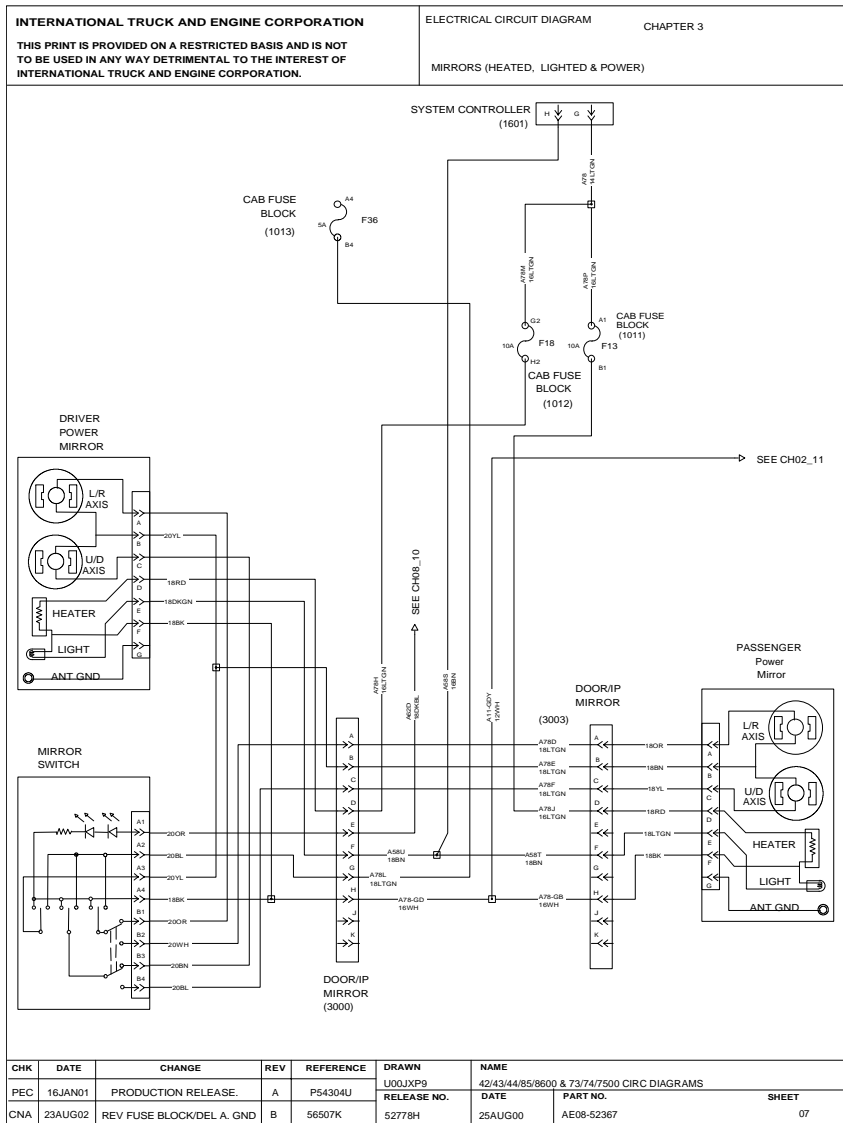 INTERNATIONAL TRUCK AND ENGINE CORPORATION
THIS PRINT IS PROVIDED ON A RESTRICTED BASIS AND IS NOT
TO BE USED IN ANY WAY DETRIMENTAL TO THE INTEREST OF
INTERNATIONAL TRUCK AND ENGINE CORPORATION.
ELECTRICAL CIRCUIT DIAGRAM
CHAPTER 3
MIRRORS (HEATED, LIGHTED & POWER)
SYSTEM CONTROLLER
(1601)
H
G
A78
14LTGN
CAB FUSE
BLOCK
(1013)
A4
5A
F36
B4
A78M
16LTGN
A78P
16LTGN
G2
10A
F18
H2
A1
10A
F13
B1
CAB FUSE
BLOCK
(1011)
CAB FUSE
BLOCK
(1012)
SEE CH02_11
DRIVER
POWER
MIRROR
L/R
AXIS
U/D
AXIS
HEATER
LIGHT
ANT GND
A
B
C
D
E
F
G
20YL
18RD
18DKGN
18BK
SEE CH08_10
A78H
16LTGN
A62D
18DKBL
A58S
16BN
A11-GDY
12WH
MIRROR
SWITCH
A1
A2
A3
A4
B1
B2
B3
B4
20OR
20BL
20YL
18BK
20OR
20WH
20BN
20BL
A
B
C
D
E
F
G
H
J
K
DOOR/IP
MIRROR
(3000)
A78D
18LTGN
A78E
18LTGN
A78F
18LTGN
A78J
16LTGN
A58U
18BN
A58T
18BN
A78L
18LTGN
A78-GD
16WH
A78-GB
16WH
DOOR/IP
MIRROR
(3003)
A
B
C
D
E
F
G
H
J
K
18OR
18BN
18YL
18RD
18LTGN
18BK
PASSENGER
Power
Mirror
L/R
AXIS
U/D
AXIS
HEATER
LIGHT
ANT GND
A
B
C
D
E
F
G
CHK DATE CHANGE REV REFERENCE
PEC 16JAN01 PRODUCTION RELEASE. A P54304U
CNA 23AUG02 REV FUSE BLOCK/DEL A. GND B 56507K
DRAWN
U00JXP9
NAME
42/43/44/85/8600 & 73/74/7500 CIRC DIAGRAMS
RELEASE NO.
52778H
DATE
25AUG00
PART NO.
AE08-52367
SHEET
07